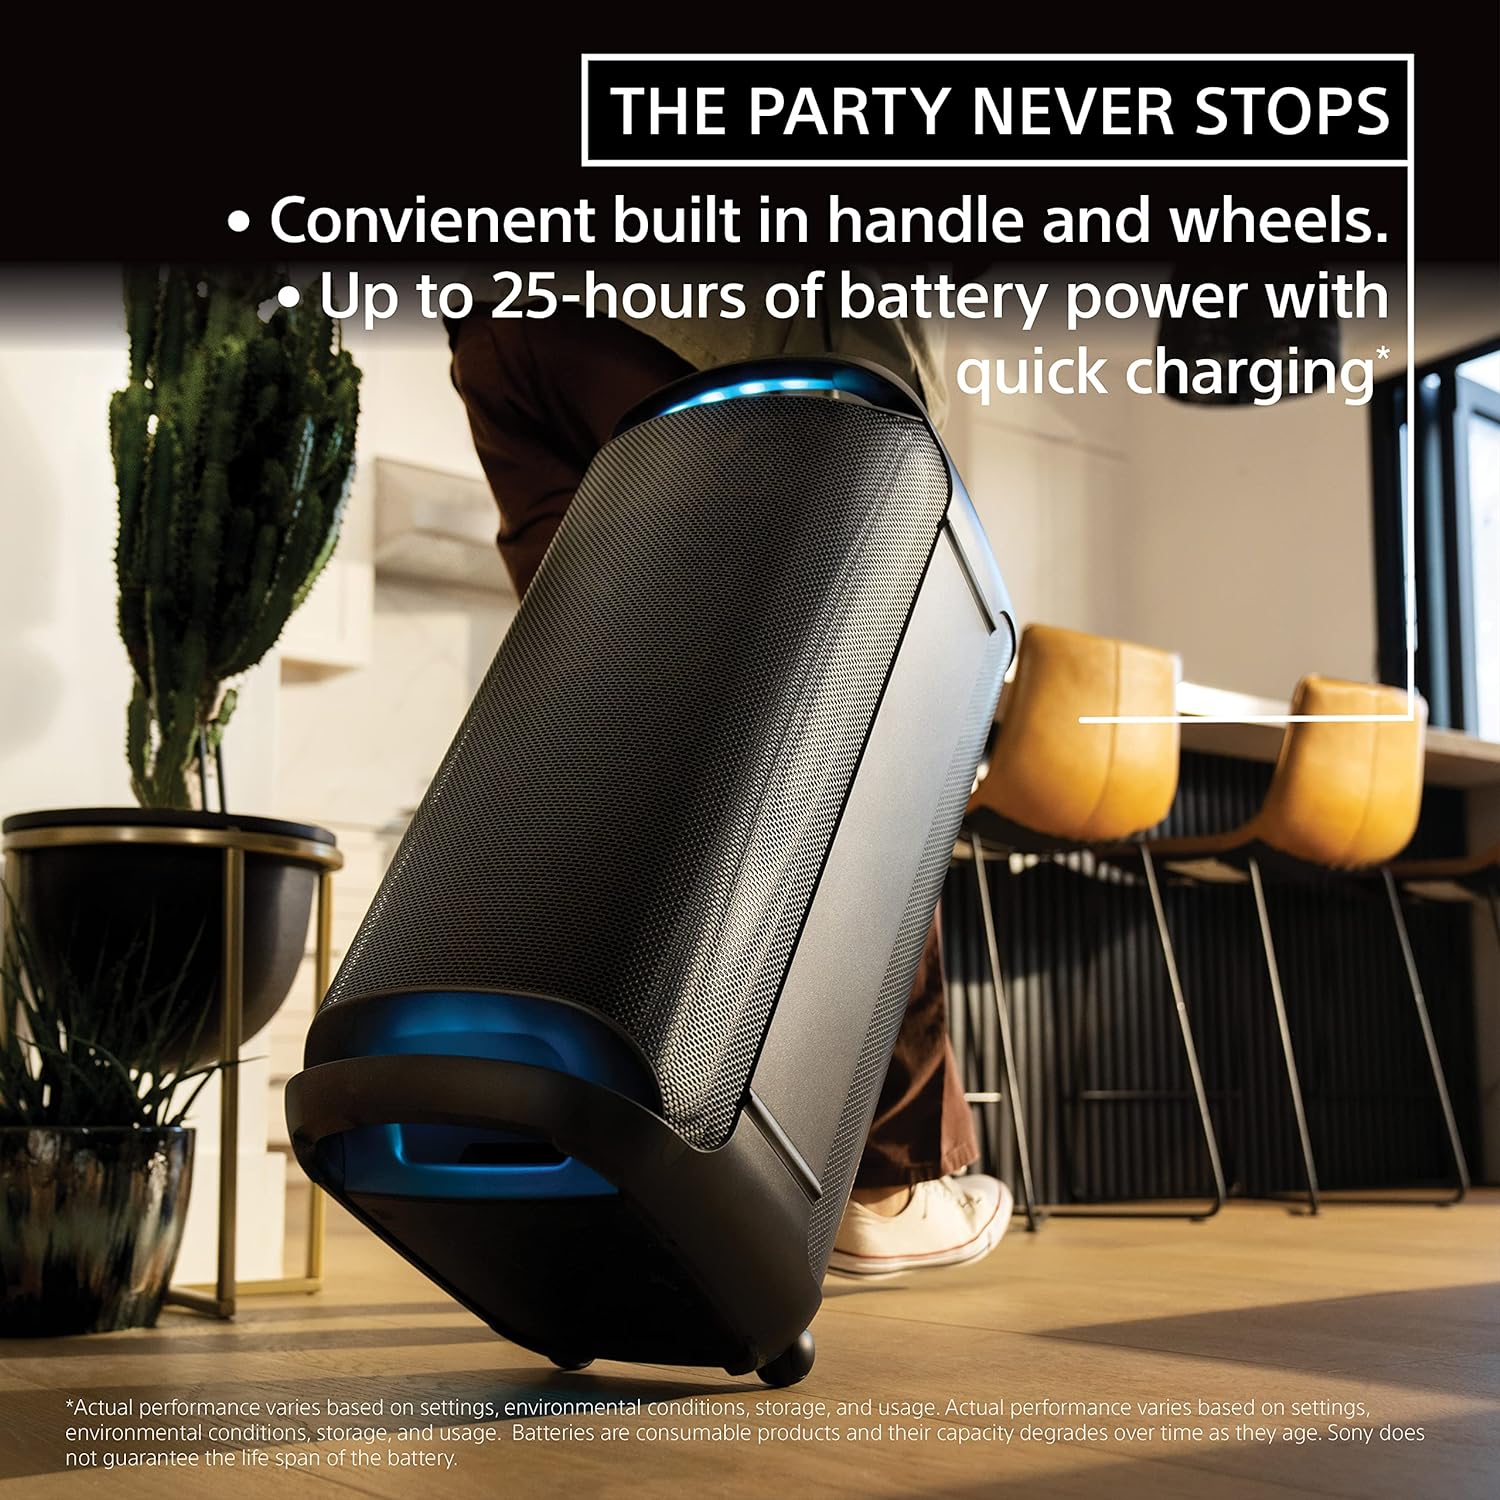 THE PARTY NEVER STOPS
• Convienent built in handle and wheels.
• Up to 25-hours of battery power with
quick charging*
*Actual performance varies based on settings, environmental conditions, storage, and usage. Actual performance varies based on settings,
environmental conditions, storage, and usage.  Batteries are consumable products and their capacity degrades over time as they age. Sony does
not guarantee the life span of the battery.